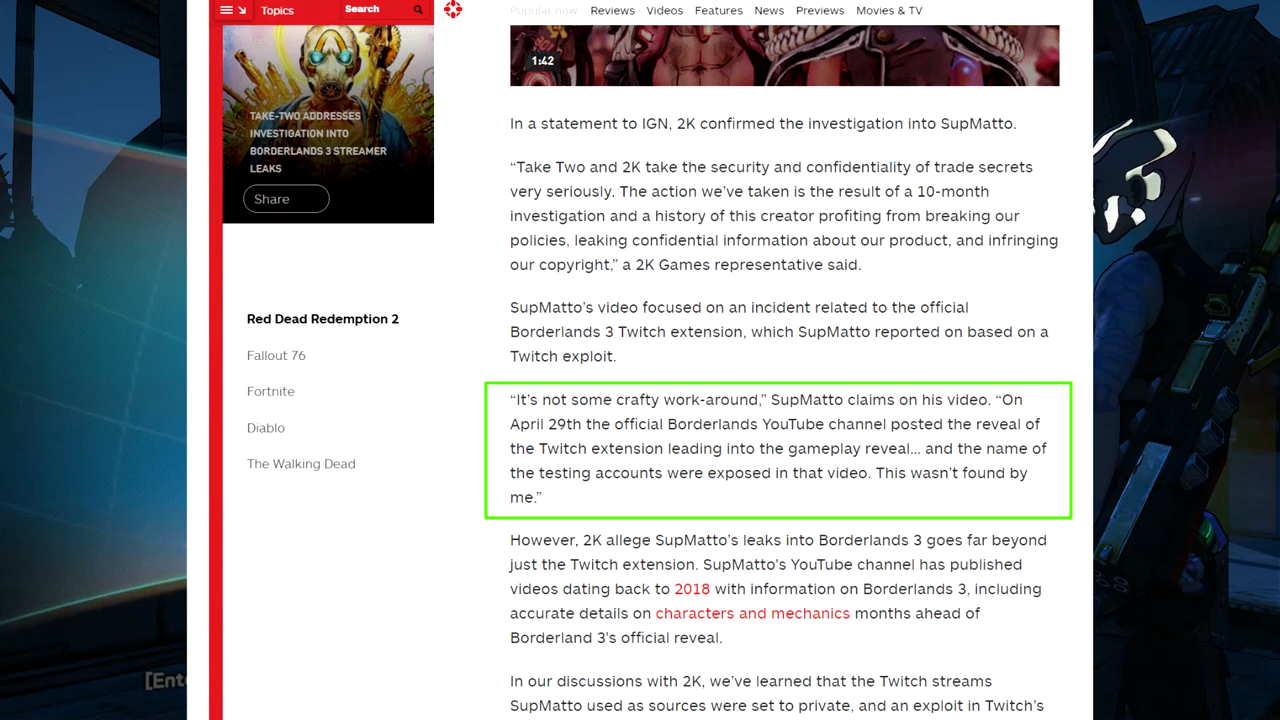 Topics
Search
Popular now Reviews Videos Features News Previews Movies & TV
1:42
TAKE-TWO ADDRESSES
INVESTIGATION INTO
BORDERLANDS 3 STREAMER
LEAKS
Share
Red Dead Redemption 2
Fallout 76
Fortnite
Diablo
The Walking Dead
In a statement to IGN, 2K confirmed the investigation into SupMatto.
“Take Two and 2K take the security and confidentiality of trade secrets
very seriously. The action we’ve taken is the result of a 10-month
investigation and a history of this creator profiting from breaking our
policies, leaking confidential information about our product, and infringing
our copyright,” a 2K Games representative said.
SupMatto’s video focused on an incident related to the official
Borderlands 3 Twitch extension, which SupMatto reported on based on a
Twitch exploit.
“It’s not some crafty work-around,” SupMatto claims on his video. “On
April 29th the official Borderlands YouTube channel posted the reveal of
the Twitch extension leading into the gameplay reveal... and the name of
the testing accounts were exposed in that video. This wasn’t found by
me.”
However, 2K allege SupMatto’s leaks into Borderlands 3 goes far beyond
just the Twitch extension. SupMatto's YouTube channel has published
videos dating back to 2018 with information on Borderlands 3, including
accurate details on characters and mechanics months ahead of
Borderland 3’s official reveal.
In our discussions with 2K, we’ve learned that the Twitch streams
SupMatto used as sources were set to private, and an exploit in Twitch’s